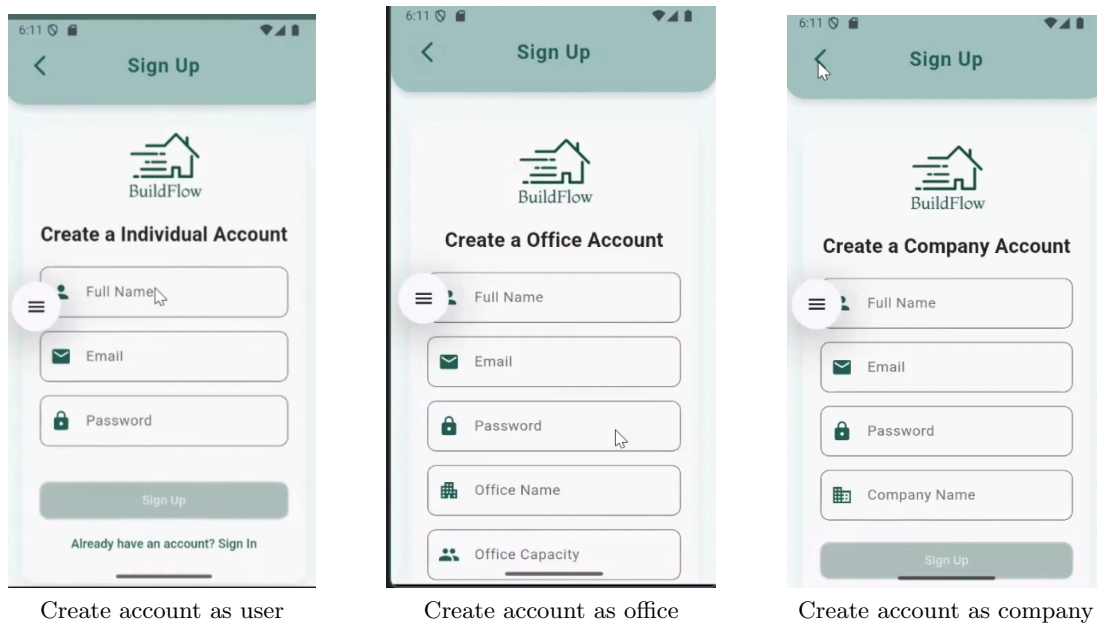 6:11
Sign Up
BuildFlow
Create a Individual Account
Full Name
Email
Password
Sign Up
Already have an account? Sign In
Create account as user
6:11
Sign Up
BuildFlow
Create a Office Account
Full Name
Email
Password
Office Name
Office Capacity
Create account as office
6:11
Sign Up
BuildFlow
Create a Company Account
Full Name
Email
Password
Company Name
Sign Up
Create account as company